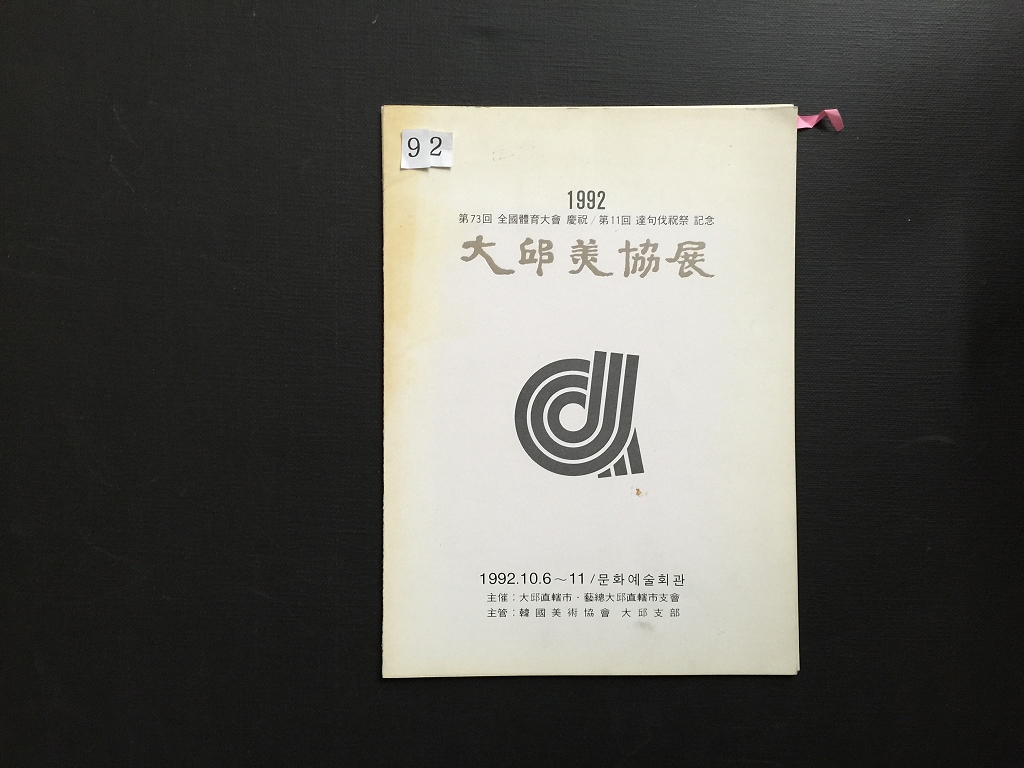 92
1992
第73回 全國體育大會 慶祝 / 第11回 達句伐祝祭 記念
大邱美協展
1992.10.6~11 / 문화예술회관
主催 : 大邱直轄市 · 藝總大邱直轄市支會
主管 : 韓國美術協會 大邱支部